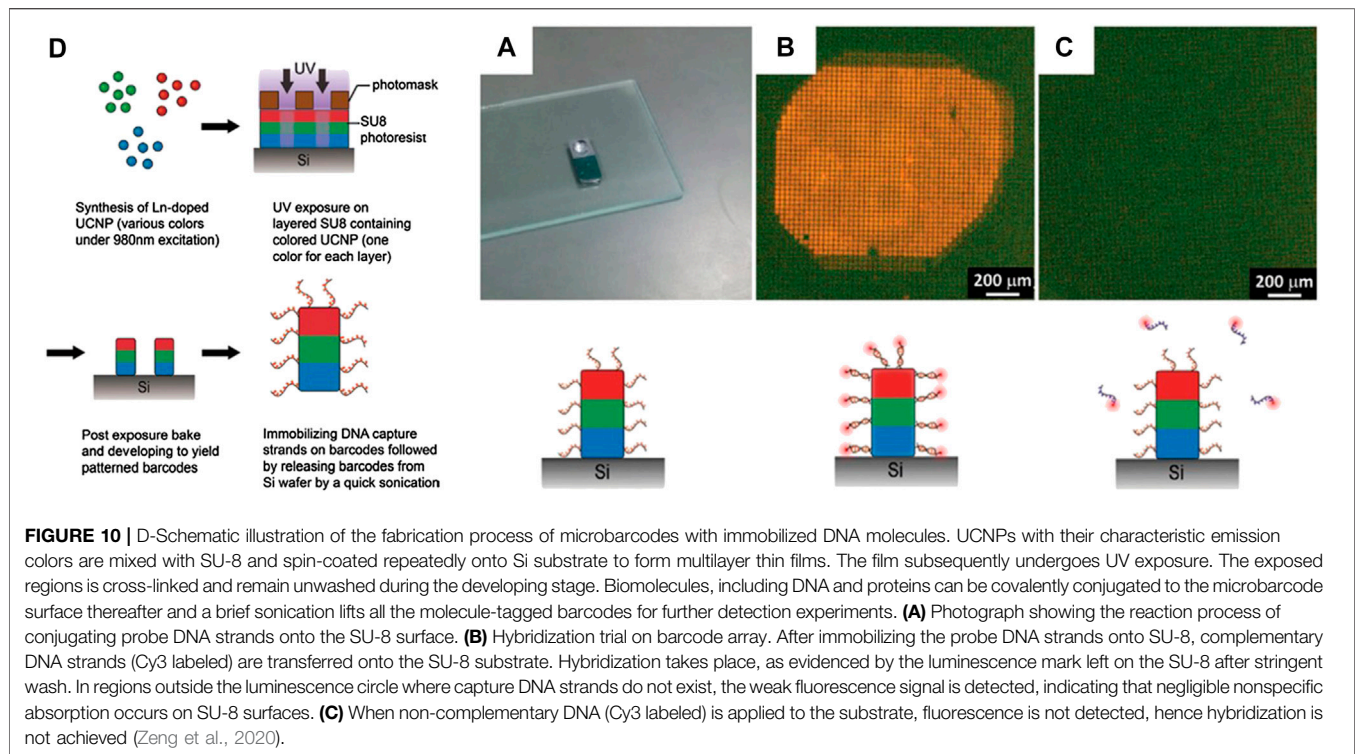 D
UV
photomask
SU8
photoresist
Si
Synthesis of Ln-doped
UCNP (various colors
under 980nm excitation)
UV exposure on
layered SU8 containing
colored UCNP (one
color for each layer)
Si
Post exposure bake
and developing to yield
patterned barcodes
Immobilizing DNA capture
strands on barcodes followed
by releasing barcodes from
Si wafer by a quick sonication
A
Si
B
200 μm
Si
C
200 μm
Si
FIGURE 10 | D-Schematic illustration of the fabrication process of microbarcodes with immobilized DNA molecules. UCNPs with their characteristic emission
colors are mixed with SU-8 and spin-coated repeatedly onto Si substrate to form multilayer thin films. The film subsequently undergoes UV exposure. The exposed
regions is cross-linked and remain unwashed during the developing stage. Biomolecules, including DNA and proteins can be covalently conjugated to the microbarcode
surface thereafter and a brief sonication lifts all the molecule-tagged barcodes for further detection experiments. (A) Photograph showing the reaction process of
conjugating probe DNA strands onto the SU-8 surface. (B) Hybridization trial on barcode array. After immobilizing the probe DNA strands onto SU-8, complementary
DNA strands (Cy3 labeled) are transferred onto the SU-8 substrate. Hybridization takes place, as evidenced by the luminescence mark left on the SU-8 after stringent
wash. In regions outside the luminescence circle where capture DNA strands do not exist, the weak fluorescence signal is detected, indicating that negligible nonspecific
absorption occurs on SU-8 surfaces. (C) When non-complementary DNA (Cy3 labeled) is applied to the substrate, fluorescence is not detected, hence hybridization is
not achieved (Zeng et al., 2020).